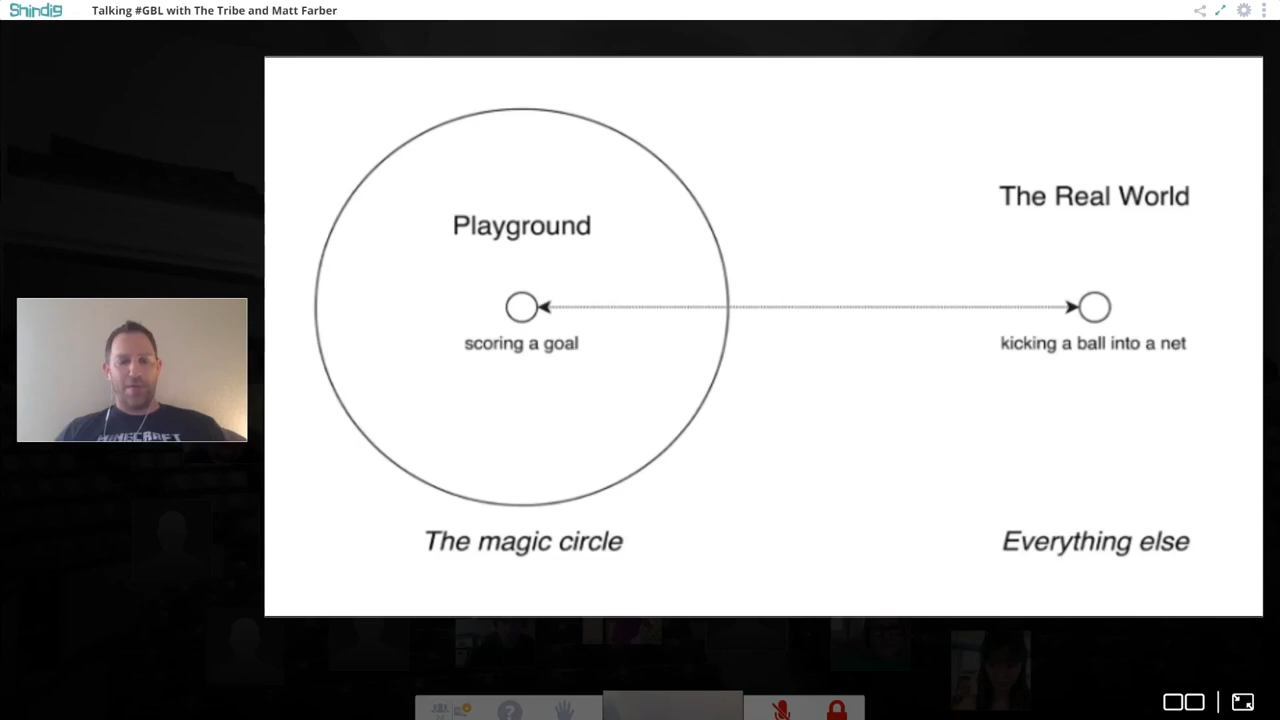 Shindig
Talking #GBL with The Tribe and Matt Farber
Playground
The Real World
scoring a goal
kicking a ball into a net
The magic circle
Everything else
MINECRAFT
?